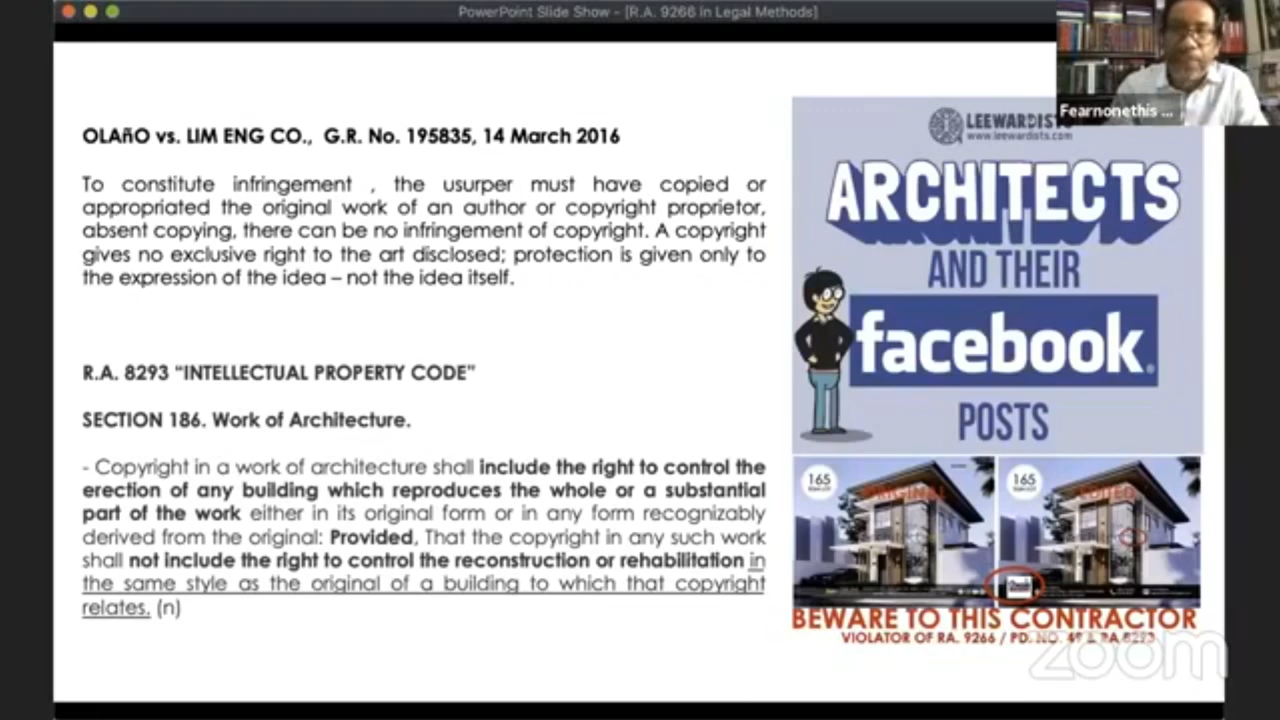 PowerPoint Slide Show - [R.A. 9266 in Legal Methods]
Fearnonethis ...
OLAñO vs. LIM ENG CO., G.R. No. 195835, 14 March 2016
To constitute infringement , the usurper must have copied or
appropriated the original work of an author or copyright proprietor,
absent copying, there can be no infringement of copyright. A copyright
gives no exclusive right to the art disclosed; protection is given only to
the expression of the idea – not the idea itself.
R.A. 8293 “INTELLECTUAL PROPERTY CODE”
SECTION 186. Work of Architecture.
- Copyright in a work of architecture shall include the right to control the
erection of any building which reproduces the whole or a substantial
part of the work either in its original form or in any form recognizably
derived from the original: Provided, That the copyright in any such work
shall not include the right to control the reconstruction or rehabilitation in
the same style as the original of a building to which that copyright
relates. (n)
LEEWARDISTS
www.leewardists.com
ARCHITECTS
AND THEIR
facebook
POSTS
165
ORIGINAL
165
BEWARE TO THIS CONTRACTOR
VIOLATOR OF RA. 9266 / PD. NO. 49 & RA 8293
zoom